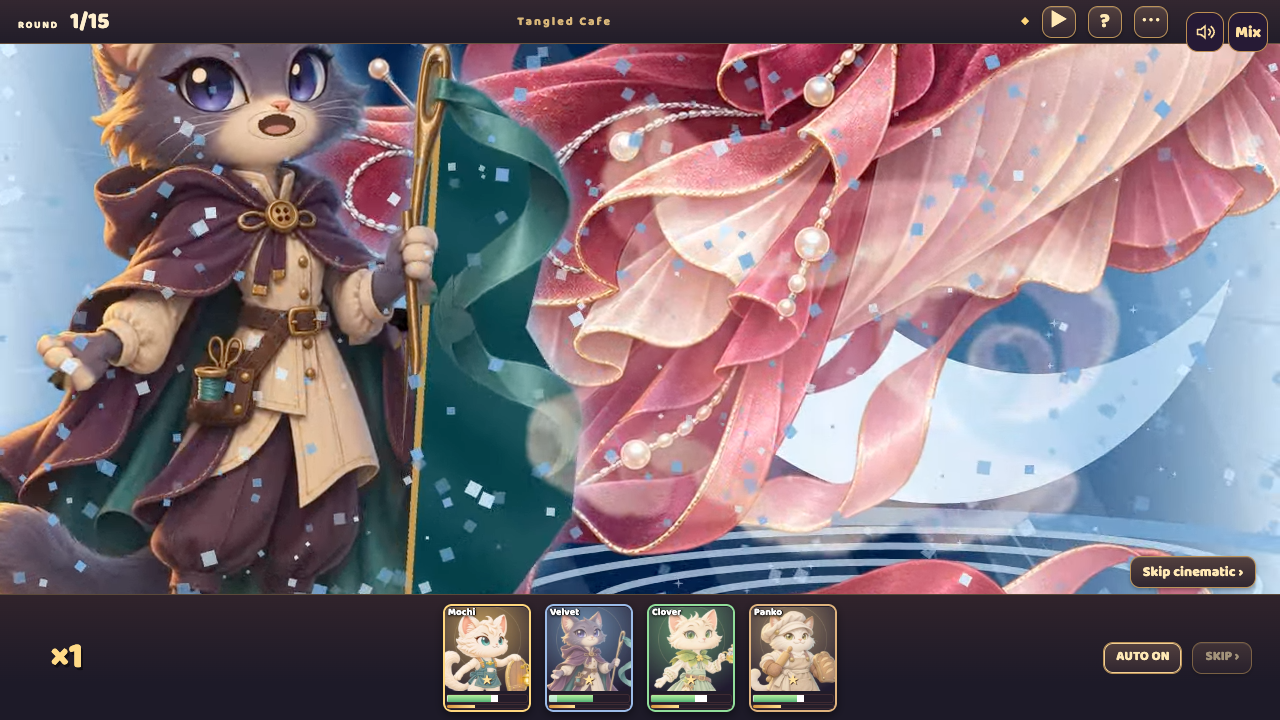 ROUND 1/15
Tangled Cafe
?
...
Mix
Skip cinematic ›
×1
Mochi
Velvet
Clover
Panko
AUTO ON
SKIP ›